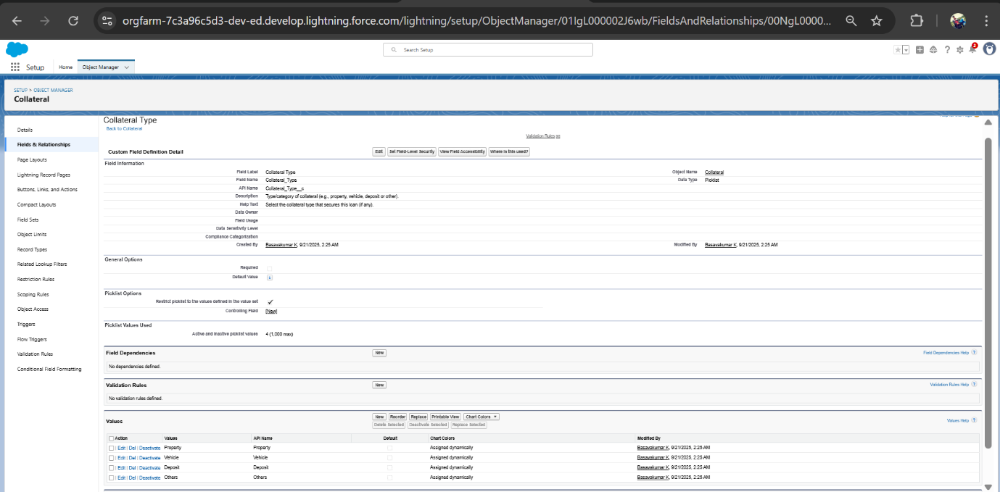 orgfarm-7c3a96c5d3-dev-ed.develop.lightning.force.com/lightning/setup/ObjectManager/01IgL000002J6wb/FieldsAndRelationships/00NgL0000...
Search Setup
2
Setup Home Object Manager
SETUP > OBJECT MANAGER
Collateral
Details
Fields & Relationships
Page Layouts
Lightning Record Pages
Buttons, Links, and Actions
Compact Layouts
Field Sets
Object Limits
Record Types
Related Lookup Filters
Restriction Rules
Scoping Rules
Object Access
Triggers
Flow Triggers
Validation Rules
Conditional Field Formatting
Collateral Type
Back to Collateral
Validation Rules [0]
Custom Field Definition Detail Edit Set Field-Level Security View Field Accessibility Where is this used?
Field Information
Field Label Collateral Type Object Name Collateral
Field Name Collateral_Type Data Type Picklist
API Name Collateral_Type__c
Description Type/category of collateral (e.g., property, vehicle, deposit or other).
Help Text Select the collateral type that secures this loan (if any).
Data Owner
Field Usage
Data Sensitivity Level
Compliance Categorization
Created By Basavakumar K, 9/21/2025, 2:25 AM Modified By Basavakumar K, 9/21/2025, 2:25 AM
General Options
Required
Default Value
Picklist Options
Restrict picklist to the values defined in the value set ✓
Controlling Field [New]
Picklist Values Used
Active and inactive picklist values 4 (1,000 max)
Field Dependencies New Field Dependencies Help ?
No dependencies defined.
Validation Rules New Validation Rules Help ?
No validation rules defined.
Values New Reorder Replace Printable View Chart Colors Values Help ?
Delete Selected Deactivate Selected Replace Selected
Action Values API Name Default Chart Colors Modified By
Edit | Del | Deactivate Property Property Assigned dynamically Basavakumar K, 9/21/2025, 2:25 AM
Edit | Del | Deactivate Vehicle Vehicle Assigned dynamically Basavakumar K, 9/21/2025, 2:25 AM
Edit | Del | Deactivate Deposit Deposit Assigned dynamically Basavakumar K, 9/21/2025, 2:25 AM
Edit | Del | Deactivate Others Others Assigned dynamically Basavakumar K, 9/21/2025, 2:25 AM